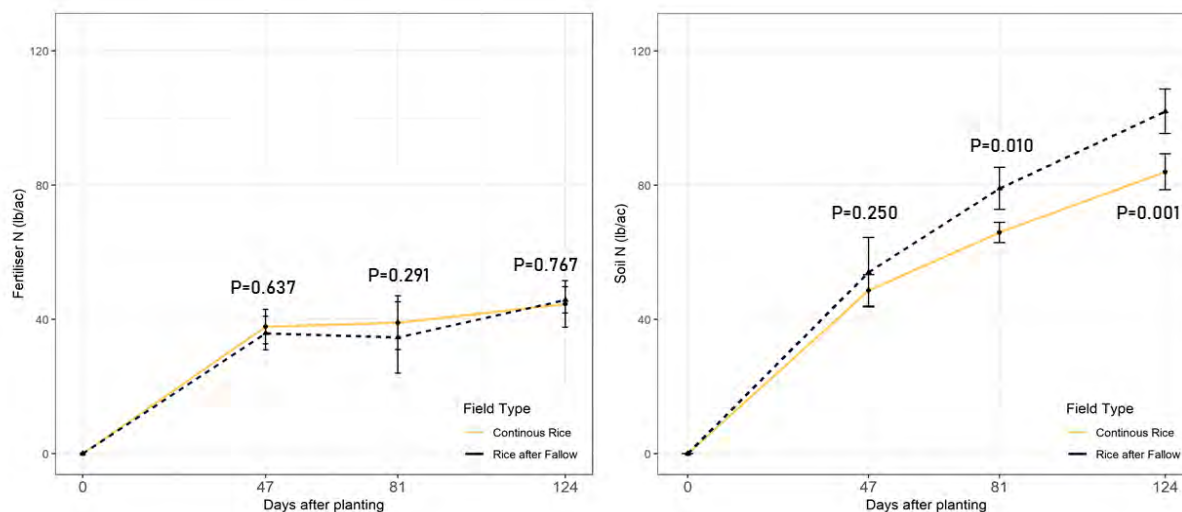 120
80
40
0
Fertiliser N (lb/ac)
P=0.637
P=0.291
P=0.767
Field Type
Continous Rice
Rice after Fallow
0
47
81
124
Days after planting
120
80
40
0
Soil N (lb/ac)
P=0.250
P=0.010
P=0.001
Field Type
Continous Rice
Rice after Fallow
0
47
81
124
Days after planting